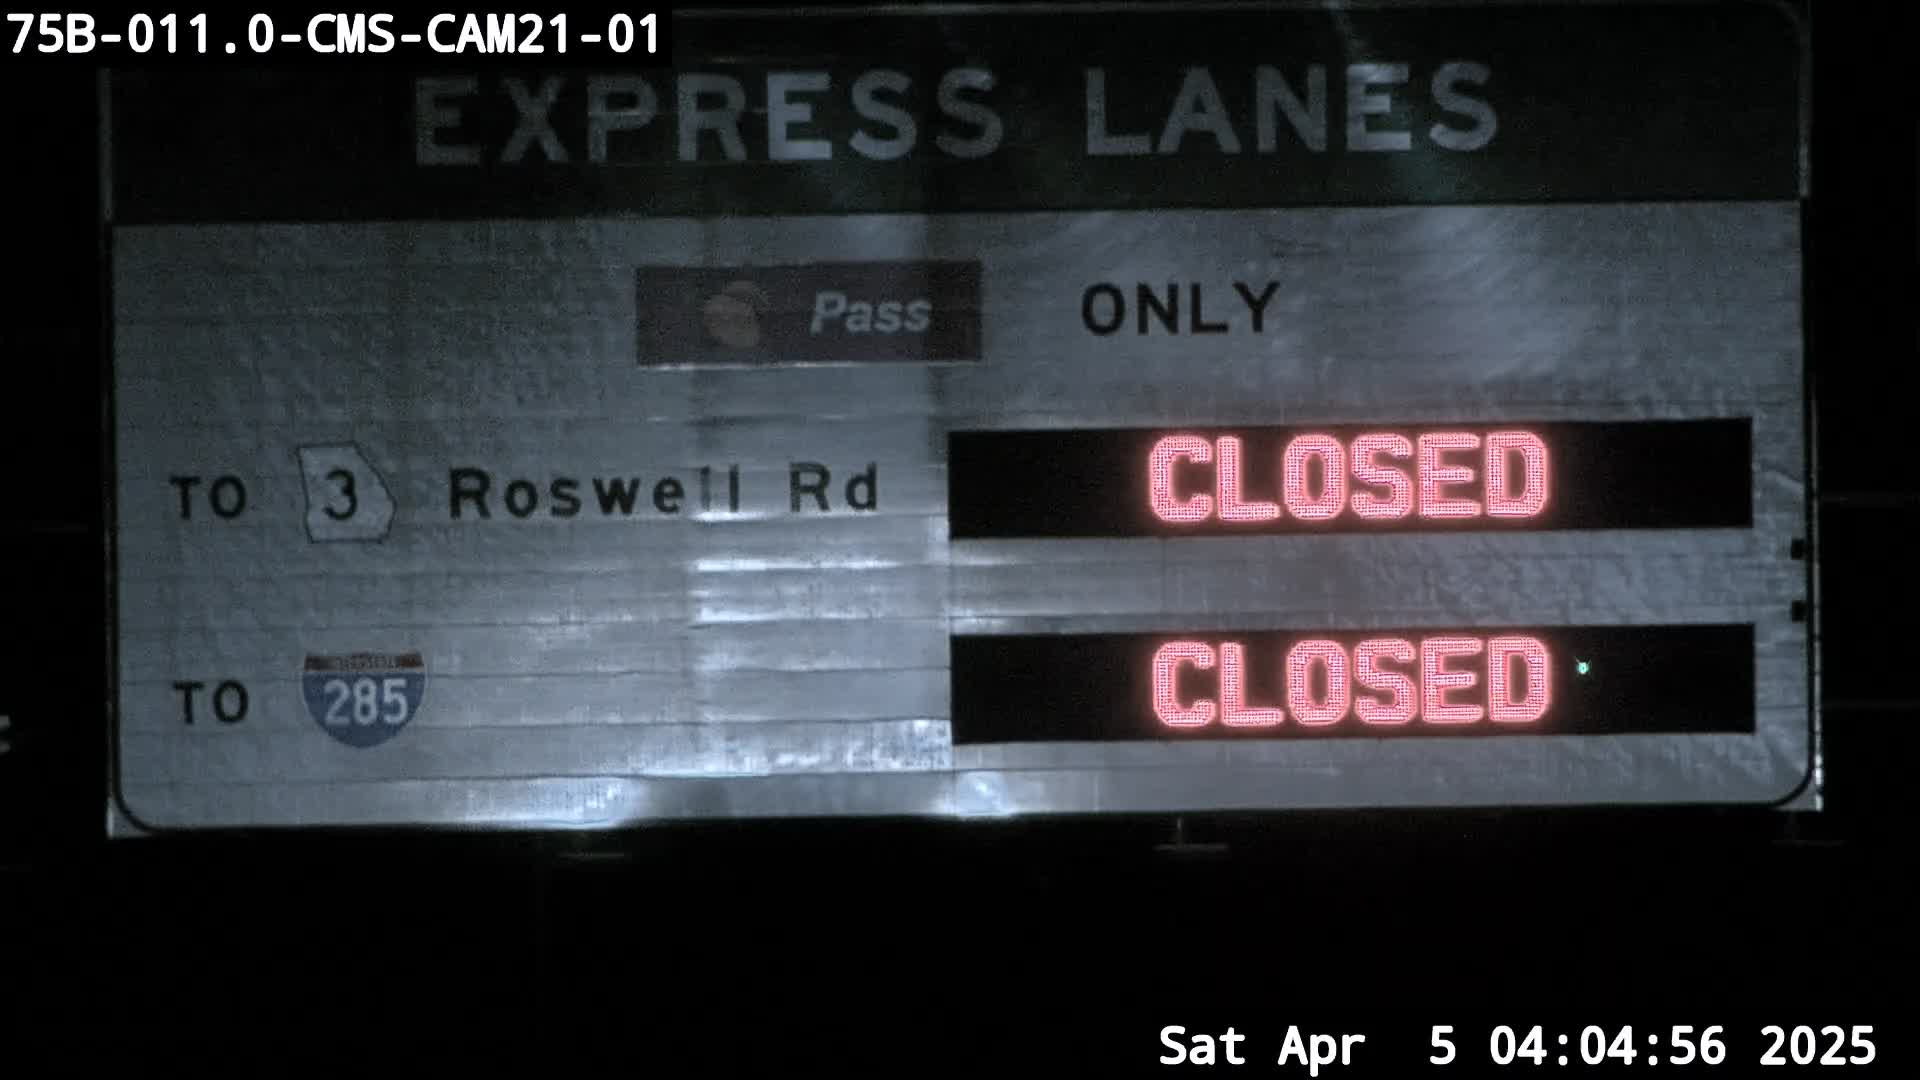 75B-011.0-CMS-CAM21-01
EXPRESS LANES
Pass ONLY
TO 3 Roswell Rd CLOSED
TO INTERSTATE 285 CLOSED
Sat Apr 5 04:04:56 2025